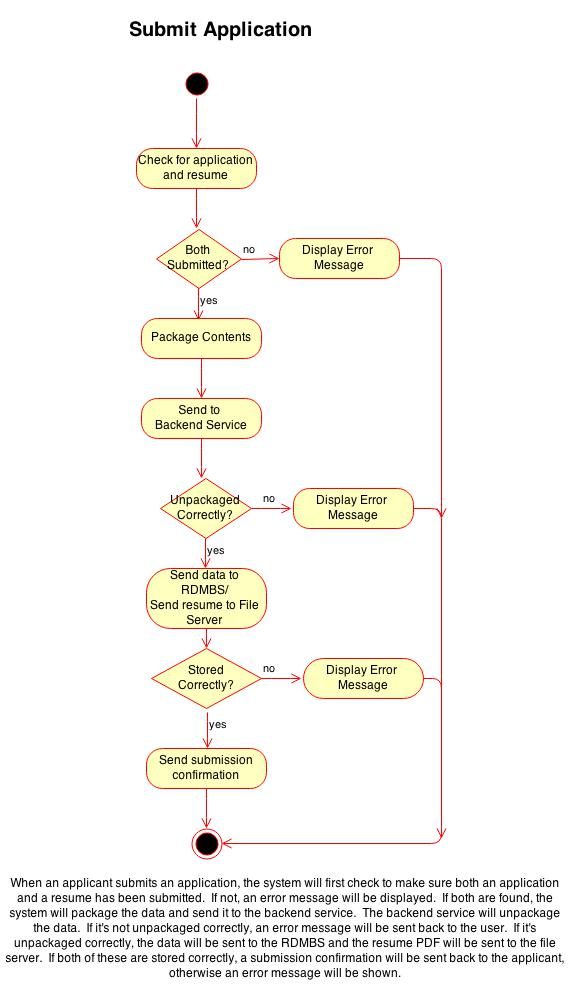 Submit Application
Check for application
and resume
Both
Submitted?
no
Display Error
Message
yes
Package Contents
Send to
Backend Service
Unpackaged
Correctly?
no
Display Error
Message
yes
Send data to
RDMBS/
Send resume to File
Server
Stored
Correctly?
no
Display Error
Message
yes
Send submission
confirmation
When an applicant submits an application, the system will first check to make sure both an application
and a resume has been submitted.  If not, an error message will be displayed.  If both are found, the
system will package the data and send it to the backend service.  The backend service will unpackage
the data.  If it's not unpackaged correctly, an error message will be sent back to the user.  If it's
unpackaged correctly, the data will be sent to the RDMBS and the resume PDF will be sent to the file
server.  If both of these are stored correctly, a submission confirmation will be sent back to the applicant,
otherwise an error message will be shown.